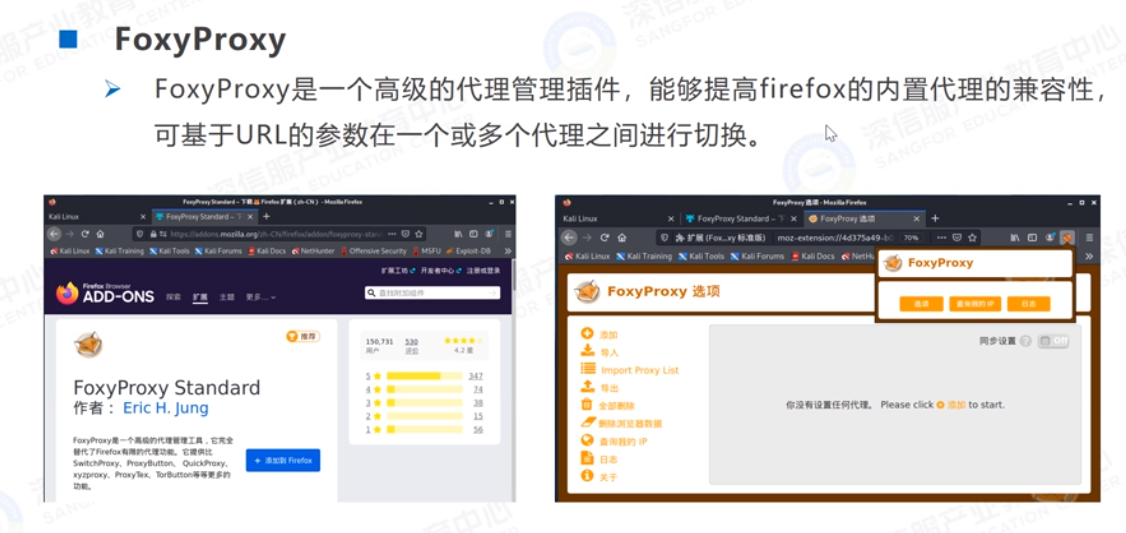 FoxyProxy
FoxyProxy是一个高级的代理管理插件，能够提高firefox的内置代理的兼容性，
可基于URL的参数在一个或多个代理之间进行切换。
FoxyProxy Standard – 下载 Firefox 扩展 (zh-CN) - Mozilla Firefox
Kali Linux
FoxyProxy Standard – 下
https://addons.mozilla.org/zh-CN/firefox/addon/foxyproxy-stan
Kali Linux Kali Training Kali Tools Kali Forums Kali Docs NetHunter Offensive Security MSFU Exploit-DB
扩展工坊 开发者中心 注册或登录
Firefox Browser
ADD-ONS 探索 扩展 主题 更多...
查找附加组件
推荐
FoxyProxy Standard
作者： Eric H. Jung
FoxyProxy是一个高级的代理管理工具，它完全
替代了Firefox有限的代理功能。它提供比
SwitchProxy、ProxyButton、QuickProxy、
xyzproxy、ProxyTex、TorButton等等更多的
功能。
添加到 Firefox
150,731 530
用户 评价 4.2 星
5 347
4 74
3 38
2 15
1 56
FoxyProxy 选项 - Mozilla Firefox
Kali Linux FoxyProxy Standard – 下 FoxyProxy 选项
扩展 (Fox...xy 标准版) moz-extension://4d375a49-b 70%
Kali Linux Kali Training Kali Tools Kali Forums Kali Docs NetH
FoxyProxy
选项 查询我的 IP 日志
FoxyProxy 选项
添加
导入
Import Proxy List
导出
全部删除
删除浏览器数据
查询我的 IP
日志
关于
同步设置 Off
你没有设置任何代理。 Please click 添加 to start.